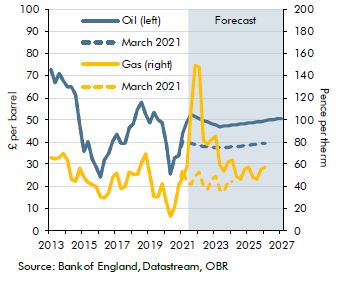 100
90
80
70
60
50
40
30
20
10
0
£ per barrel
Forecast
Oil (left)
March 2021
Gas (right)
March 2021
200
180
160
140
120
100
80
60
40
20
0
Pence per therm
2013 2015 2017 2019 2021 2023 2025 2027
Source: Bank of England, Datastream, OBR